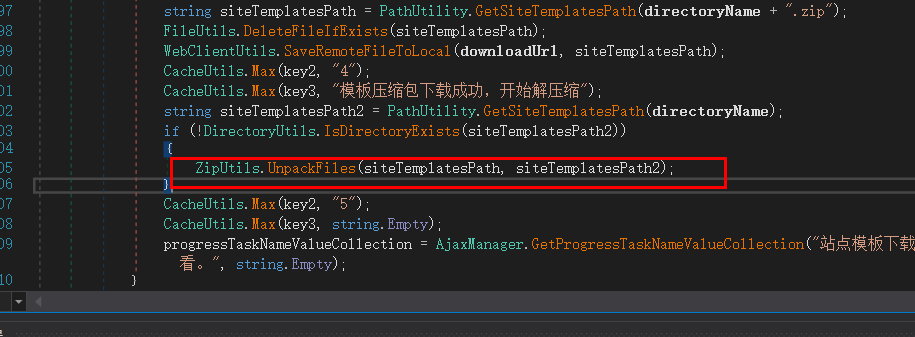 97 string siteTemplatesPath = PathUtility.GetSiteTemplatesPath(directoryName + ".zip");
98 FileUtils.DeleteFileIfExists(siteTemplatesPath);
99 WebClientUtils.SaveRemoteFileToLocal(downloadUrl, siteTemplatesPath);
00 CacheUtils.Max(key2, "4");
01 CacheUtils.Max(key3, "模板压缩包下载成功，开始解压缩");
02 string siteTemplatesPath2 = PathUtility.GetSiteTemplatesPath(directoryName);
03 if (!DirectoryUtils.IsDirectoryExists(siteTemplatesPath2))
04 {
05 ZipUtils.UnpackFiles(siteTemplatesPath, siteTemplatesPath2);
06 }
07 CacheUtils.Max(key2, "5");
08 CacheUtils.Max(key3, string.Empty);
09 progressTaskNameValueCollection = AjaxManager.GetProgressTaskNameValueCollection("站点模板下载
看。", string.Empty);
10 }